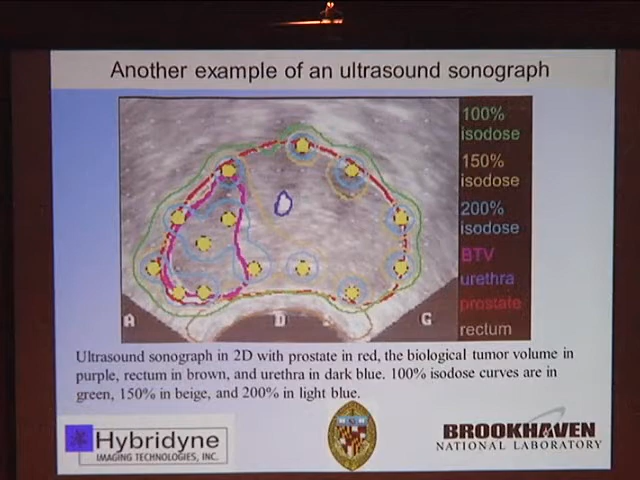 Another example of an ultrasound sonograph
100%
isodose
150%
isodose
200%
isodose
BTV
urethra
prostate
rectum
A D G
Ultrasound sonograph in 2D with prostate in red, the biological tumor volume in
purple, rectum in brown, and urethra in dark blue. 100% isodose curves are in
green, 150% in beige, and 200% in light blue.
Hybridyne
IMAGING TECHNOLOGIES, INC.
BROOKHAVEN
NATIONAL LABORATORY